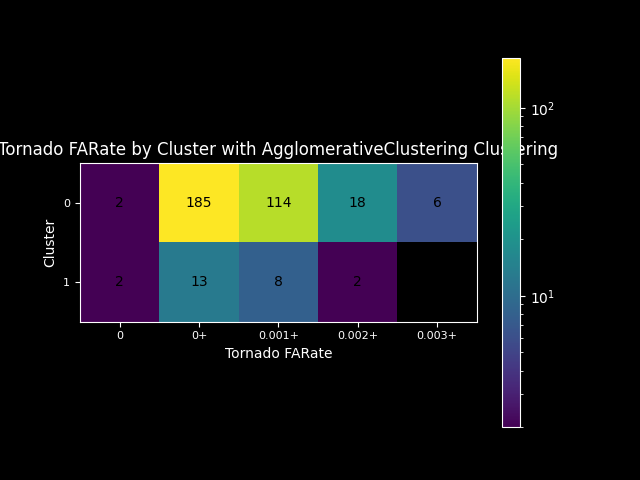 Tornado FARate by Cluster with AgglomerativeClustering Clustering
10²
0 2 185 114 18 6
Cluster
1 2 13 8 2
10¹
0 0+ 0.001+ 0.002+ 0.003+
Tornado FARate